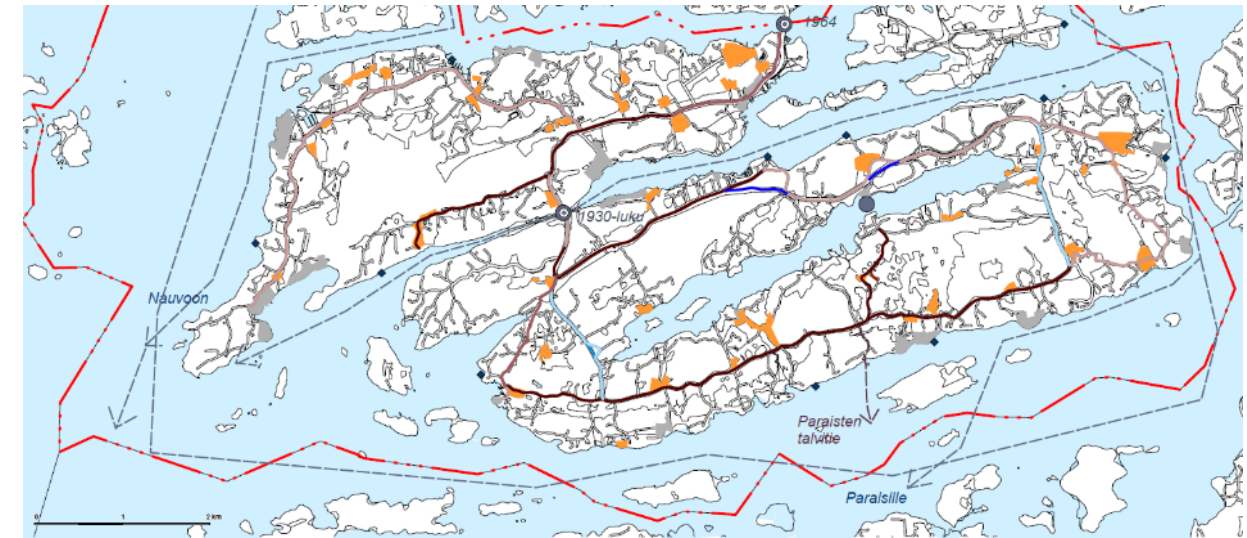 1964
1930-luku
Nauvoon
Paraisten
talvitie
Paraisille
0 1 2 km